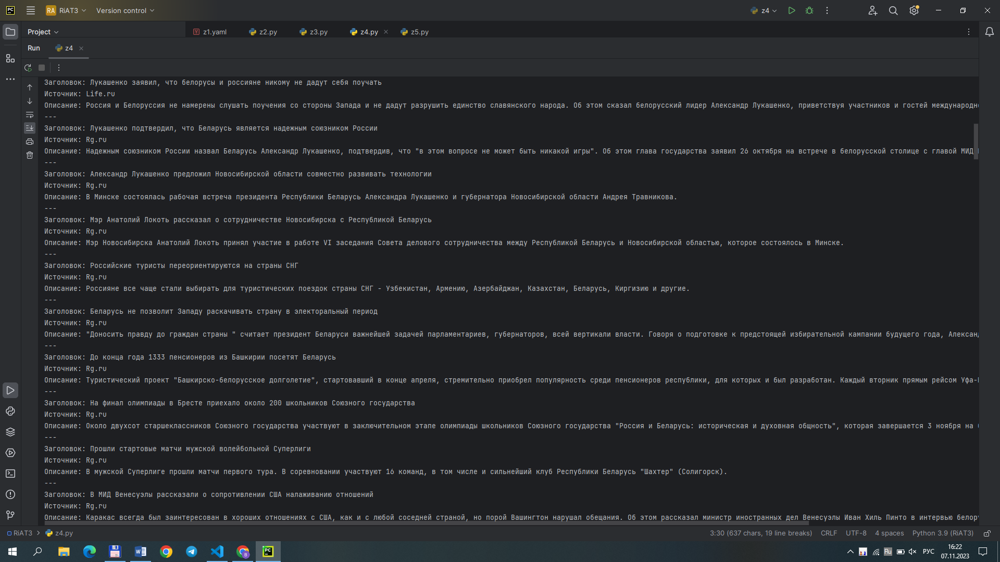 PC RA RiAT3 Version control z4
Project z1.yaml z2.py z3.py z4.py z5.py
Run z4
Заголовок: Лукашенко заявил, что белорусы и россияне никому не дадут себя поучать
Источник: Life.ru
Описание: Россия и Белоруссия не намерены слушать поучения со стороны Запада и не дадут разрушить единство славянского народа. Об этом сказал белорусский лидер Александр Лукашенко, приветствуя участников и гостей международн
---
Заголовок: Лукашенко подтвердил, что Беларусь является надежным союзником России
Источник: Rg.ru
Описание: Надежным союзником России назвал Беларусь Александр Лукашенко, подтвердив, что "в этом вопросе не может быть никакой игры". Об этом глава государства заявил 26 октября на встрече в белорусской столице с главой МИД
---
Заголовок: Александр Лукашенко предложил Новосибирской области совместно развивать технологии
Источник: Rg.ru
Описание: В Минске состоялась рабочая встреча президента Республики Беларусь Александра Лукашенко и губернатора Новосибирской области Андрея Травникова.
---
Заголовок: Мэр Анатолий Локоть рассказал о сотрудничестве Новосибирска с Республикой Беларусь
Источник: Rg.ru
Описание: Мэр Новосибирска Анатолий Локоть принял участие в работе VI заседания Совета делового сотрудничества между Республикой Беларусь и Новосибирской областью, которое состоялось в Минске.
---
Заголовок: Российские туристы переориентируются на страны СНГ
Источник: Rg.ru
Описание: Россияне все чаще стали выбирать для туристических поездок страны СНГ - Узбекистан, Армению, Азербайджан, Казахстан, Беларусь, Киргизию и другие.
---
Заголовок: Беларусь не позволит Западу раскачивать страну в электоральный период
Источник: Rg.ru
Описание: "Доносить правду до граждан страны " считает президент Беларуси важнейшей задачей парламентариев, губернаторов, всей вертикали власти. Говоря о подготовке к предстоящей избирательной кампании будущего года, Александ
---
Заголовок: До конца года 1333 пенсионеров из Башкирии посетят Беларусь
Источник: Rg.ru
Описание: Туристический проект "Башкирско-белорусское долголетие", стартовавший в конце апреля, стремительно приобрел популярность среди пенсионеров республики, для которых и был разработан. Каждый вторник прямым рейсом Уфа-
---
Заголовок: На финал олимпиады в Бресте приехало около 200 школьников Союзного государства
Источник: Rg.ru
Описание: Около двухсот старшеклассников Союзного государства участвуют в заключительном этапе олимпиады школьников Союзного государства "Россия и Беларусь: историческая и духовная общность", которая завершается 3 ноября на
---
Заголовок: Прошли стартовые матчи мужской волейбольной Суперлиги
Источник: Rg.ru
Описание: В мужской Суперлиге прошли матчи первого тура. В соревновании участвуют 16 команд, в том числе и сильнейший клуб Республики Беларусь "Шахтер" (Солигорск).
---
Заголовок: В МИД Венесуэлы рассказали о сопротивлении США налаживанию отношений
Источник: Rg.ru
Описание: Каракас всегда был заинтересован в хороших отношениях с США, как и с любой соседней страной, но порой Вашингтон нарушал обещания. Об этом рассказал министр иностранных дел Венесуэлы Иван Хиль Пинто в интервью белор
RiAT3 z4.py 3:30 (637 chars, 19 line breaks) CRLF UTF-8 4 spaces Python 3.9 (RiAT3)
Ru РУС 16:22
07.11.2023